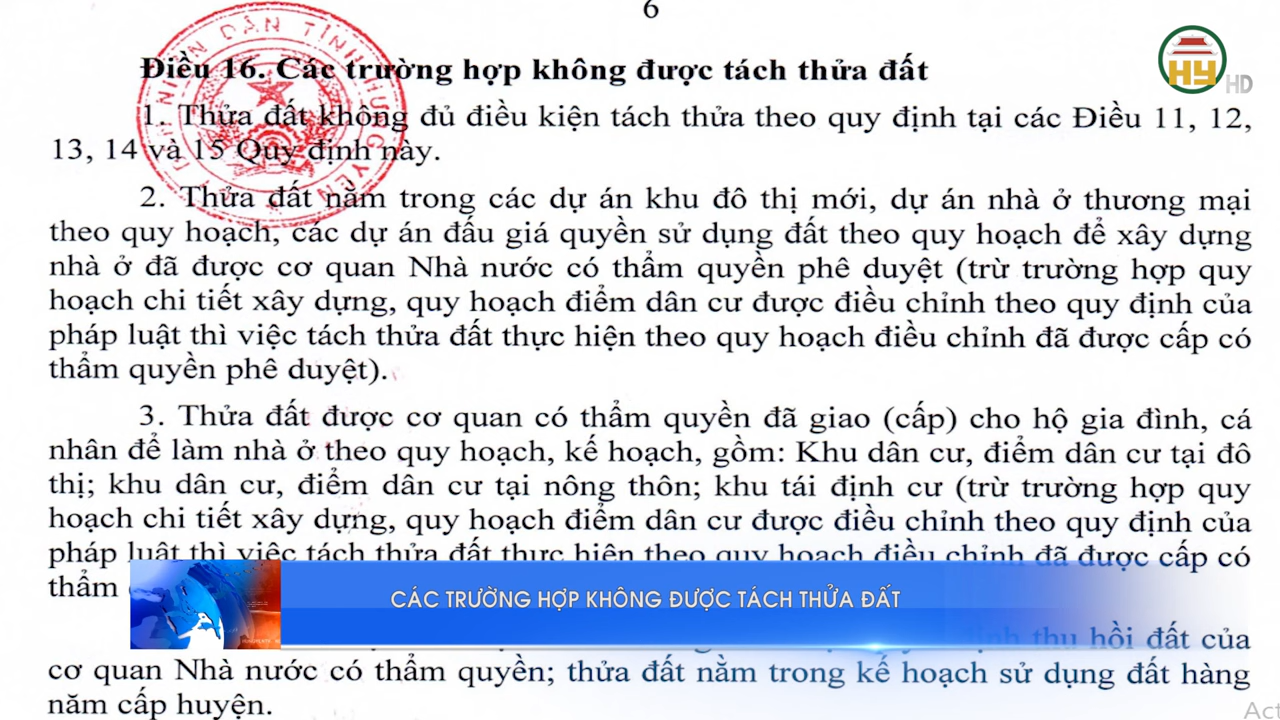 6
HY HD
Điều 16. Các trường hợp không được tách thửa đất
1. Thửa đất không đủ điều kiện tách thửa theo quy định tại các Điều 11, 12,
13, 14 và 15 Quy định này.
2. Thửa đất nằm trong các dự án khu đô thị mới, dự án nhà ở thương mại
theo quy hoạch, các dự án đấu giá quyền sử dụng đất theo quy hoạch để xây dựng
nhà ở đã được cơ quan Nhà nước có thẩm quyền phê duyệt (trừ trường hợp quy
hoạch chi tiết xây dựng, quy hoạch điểm dân cư được điều chỉnh theo quy định của
pháp luật thì việc tách thửa đất thực hiện theo quy hoạch điều chỉnh đã được cấp có
thẩm quyền phê duyệt).
3. Thửa đất được cơ quan có thẩm quyền đã giao (cấp) cho hộ gia đình, cá
nhân để làm nhà ở theo quy hoạch, kế hoạch, gồm: Khu dân cư, điểm dân cư tại đô
thị; khu dân cư, điểm dân cư tại nông thôn; khu tái định cư (trừ trường hợp quy
hoạch chi tiết xây dựng, quy hoạch điểm dân cư được điều chỉnh theo quy định của
pháp luật thì việc tách thửa đất thực hiện theo quy hoạch điều chỉnh đã được cấp có
thẩm
CÁC TRƯỜNG HỢP KHÔNG ĐƯỢC TÁCH THỬA ĐẤT
thu hồi đất của
cơ quan Nhà nước có thẩm quyền; thửa đất nằm trong kế hoạch sử dụng đất hàng
năm cấp huyện.